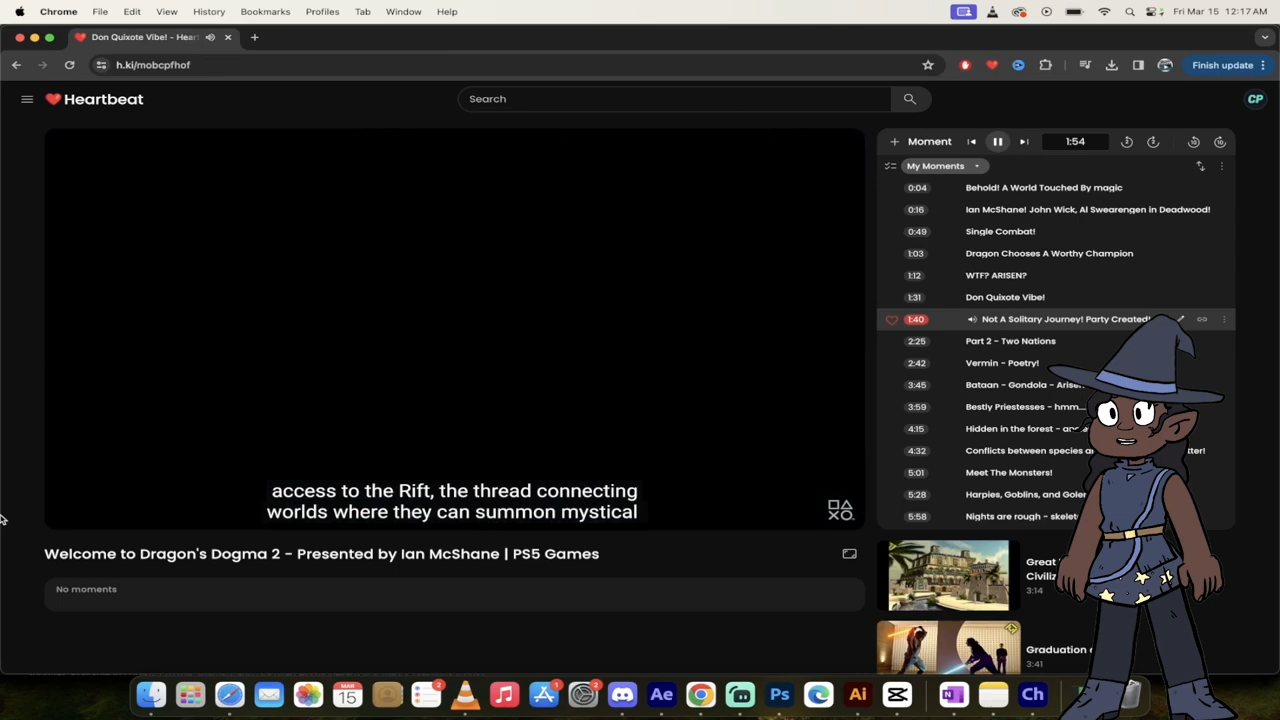 Chrome File Edit View History Bookmarks Profiles Tab Window Help Fri Mar 15 12:17 AM
Don Quixote Vibe! - Hear
h.ki/mobcpfhof Finish update
Heartbeat Search CP
+ Moment 1:54
My Moments
0:04 Behold! A World Touched By magic
0:16 Ian McShane! John Wick, Al Swearengen in Deadwood!
0:49 Single Combat!
1:03 Dragon Chooses A Worthy Champion
1:12 WTF? ARISEN?
1:31 Don Quixote Vibe!
1:40 Not A Solitary Journey! Party Created!
2:25 Part 2 - Two Nations
2:42 Vermin - Poetry!
3:45 Bataan - Gondola -
3:59 Bestly Priestesses - hmm...
4:15 Hidden in the forest -
4:32 Conflicts between species
5:01 Meet The Monsters!
5:28 Harpies, Goblins, and
5:58 Nights are rough -
access to the Rift, the thread connecting
worlds where they can summon mystical
Welcome to Dragon's Dogma 2 - Presented by Ian McShane | PS5 Games
No moments
Great
3:14
Graduation
3:41
MAR
15 2 1 2 Ae Ps Ai N Ch